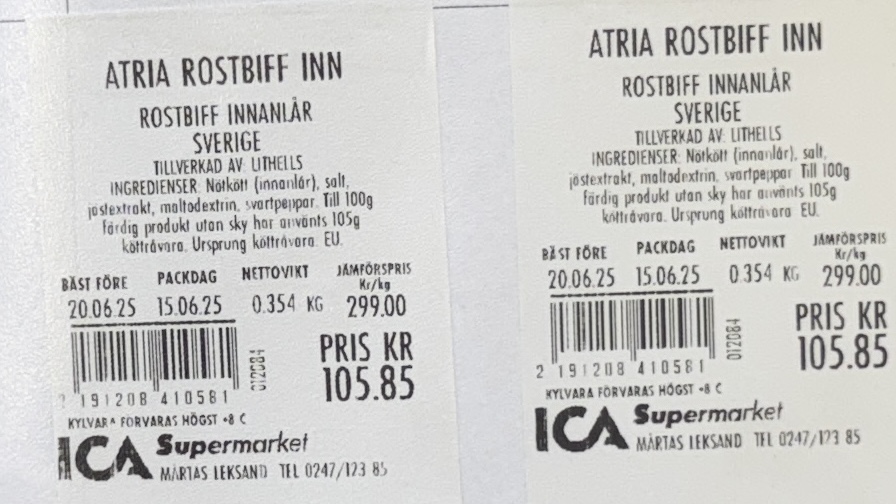 ATRIA ROSTBIFF INN
ROSTBIFF INNANLÅR
SVERIGE
TILLVERKAD AV: LITHELLS
INGREDIENSER: Nötkött (innanlår), salt,
jästextrakt, maltodextrin, svartpeppar. Till 100g
färdig produkt utan sky har använts 105g
köttråvara. Ursprung köttråvara: EU.
BÄST FÖRE PACKDAG NETTOVIKT JÄMFÖRSPRIS
Kr/kg
20.06.25 15.06.25 0.354 KG 299.00
PRIS KR
105.85
012084
2 191208 410581
KYLVARA FÖRVARAS HÖGST +8 C
ICA Supermarket
MÅRTAS LEKSAND TEL 0247/123 85
ATRIA ROSTBIFF INN
ROSTBIFF INNANLÅR
SVERIGE
TILLVERKAD AV: LITHELLS
INGREDIENSER: Nötkött (innanlår), salt,
jästextrakt, maltodextrin, svartpeppar. Till 100g
färdig produkt utan sky har använts 105g
köttråvara. Ursprung köttråvara: EU.
BÄST FÖRE PACKDAG NETTOVIKT JÄMFÖRSPRIS
Kr/kg
20.06.25 15.06.25 0.354 KG 299.00
PRIS KR
105.85
012084
2 191208 410581
KYLVARA FÖRVARAS HÖGST +8 C
ICA Supermarket
MÅRTAS LEKSAND TEL 0247/123 85